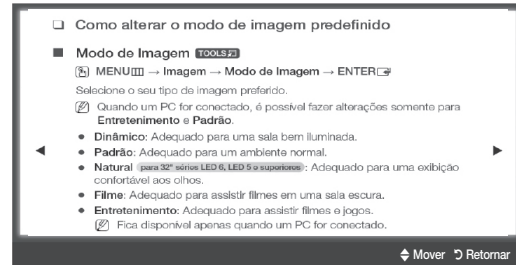 Como alterar o modo de imagem predefinido
Modo de Imagem TOOLS
MENU → Imagem → Modo de Imagem → ENTER
Selecione o seu tipo de imagem preferido.
Quando um PC for conectado, é possível fazer alterações somente para
Entretenimento e Padrão.
Dinâmico: Adequado para uma sala bem iluminada.
Padrão: Adequado para um ambiente normal.
Natural para 32" séries LED 6, LED 5 e superiores: Adequado para uma exibição
confortável aos olhos.
Filme: Adequado para assistir filmes em uma sala escura.
Entretenimento: Adequado para assistir filmes e jogos.
Fica disponível apenas quando um PC for conectado.
Mover Retornar